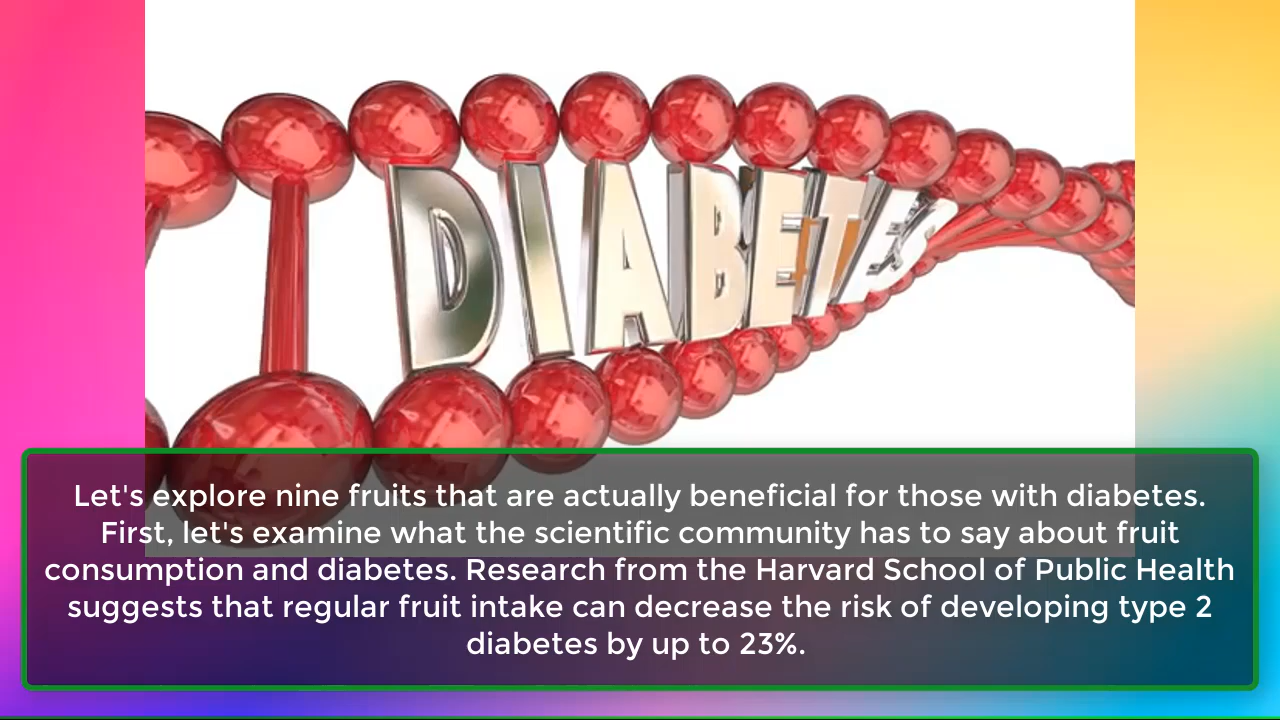 DIABETES
Let's explore nine fruits that are actually beneficial for those with diabetes.
First, let's examine what the scientific community has to say about fruit
consumption and diabetes. Research from the Harvard School of Public Health
suggests that regular fruit intake can decrease the risk of developing type 2
diabetes by up to 23%.